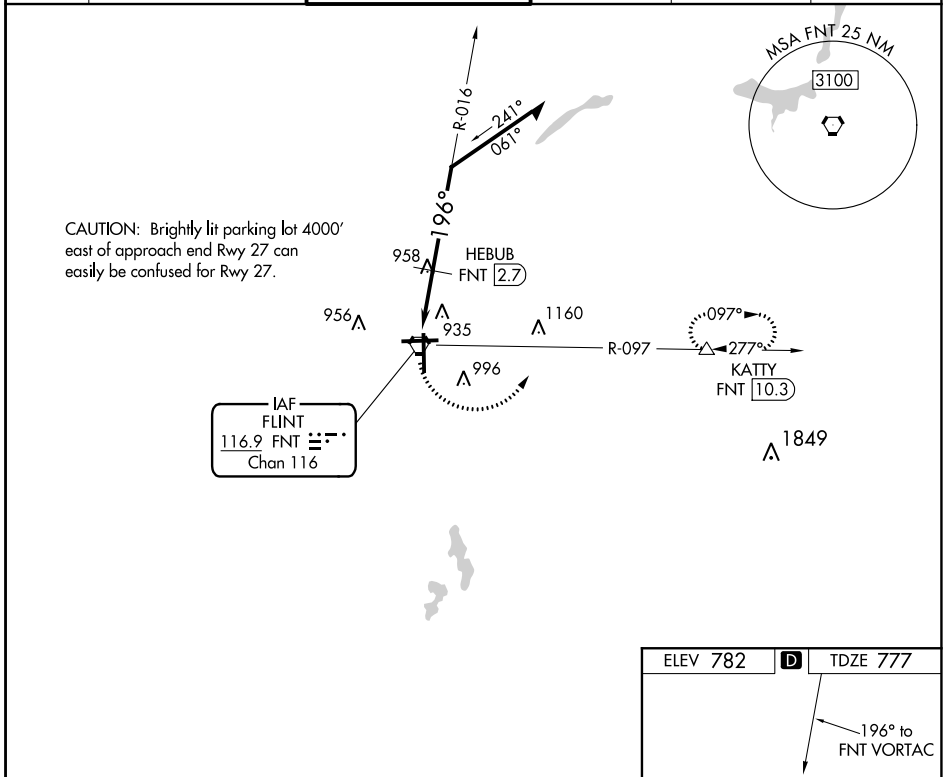 MSA FNT 25 NM
3100
R-016
241°
061°
196°
CAUTION: Brightly lit parking lot 4000'
east of approach end Rwy 27 can
easily be confused for Rwy 27.
958
HEBUB
FNT 2.7
956
935
1160
097°
R-097
277°
KATTY
FNT 10.3
996
IAF
FLINT
116.9 FNT
Chan 116
1849
ELEV 782 D TDZE 777
196° to
FNT VORTAC